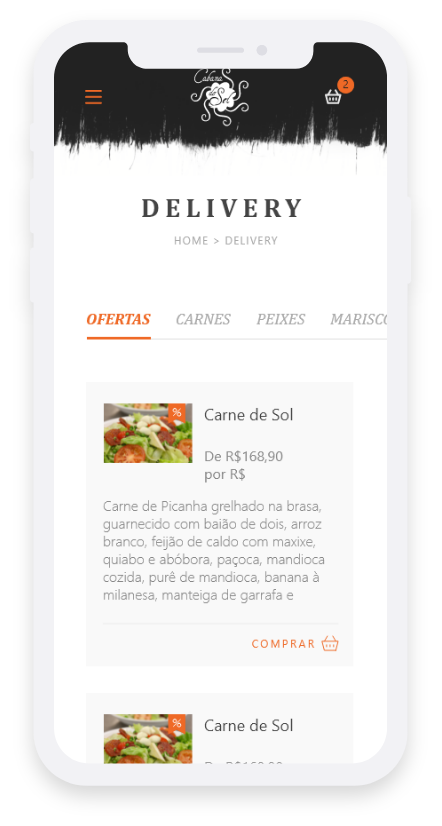 Cabana
do Sol
2
DELIVERY
HOME > DELIVERY
OFERTAS CARNES PEIXES MARISCO
%
Carne de Sol
De R$168,90
por R$
Carne de Picanha grelhado na brasa,
guarnecido com baião de dois, arroz
branco, feijão de caldo com maxixe,
quiabo e abóbora, paçoca, mandioca
cozida, purê de mandioca, banana à
milanesa, manteiga de garrafa e
COMPRAR
%
Carne de Sol